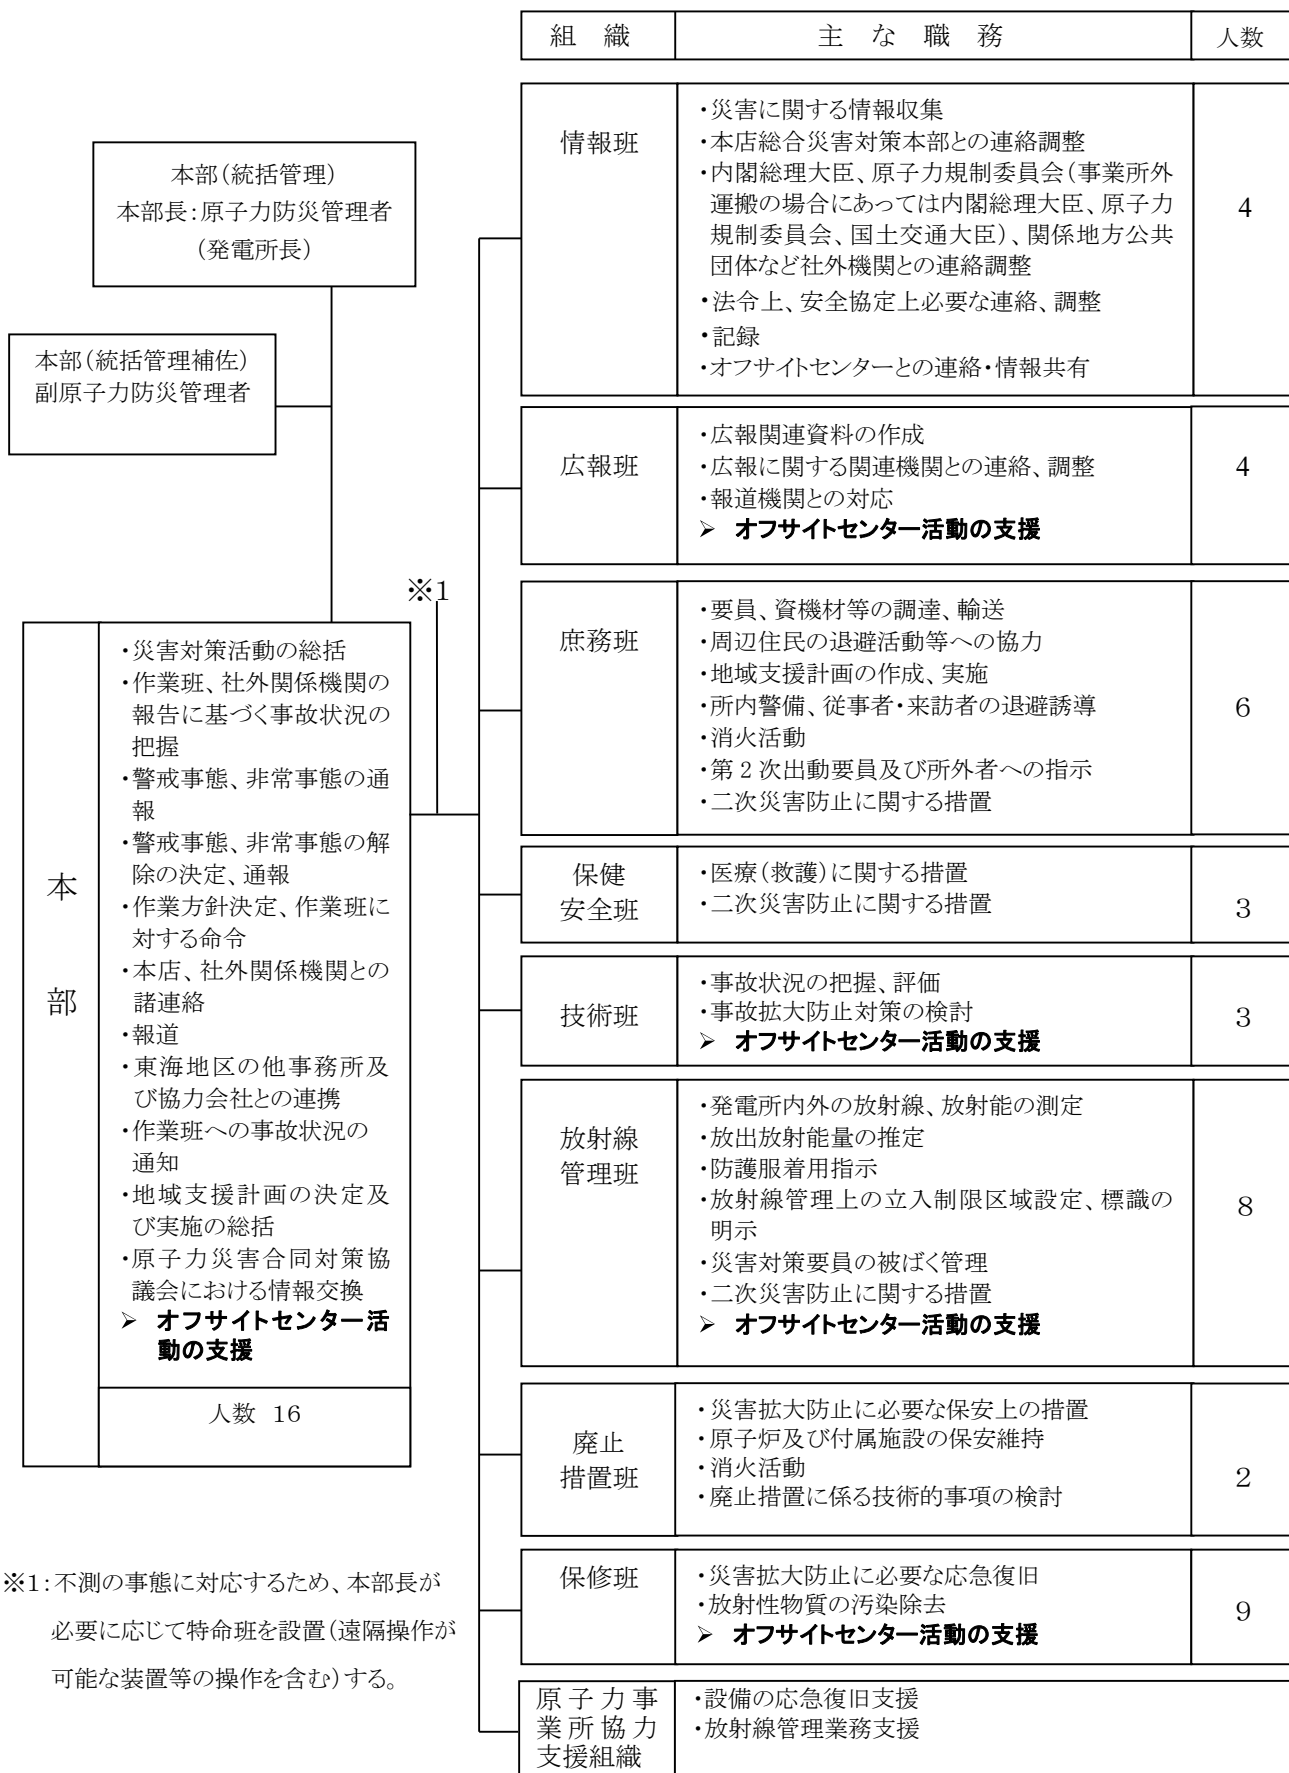 組　織　主　な　職　務　人数
本部（統括管理）
本部長：原子力防災管理者
（発電所長）
本部（統括管理補佐）
副原子力防災管理者
※1
本
部
・災害対策活動の総括
・作業班、社外関係機関の
報告に基づく事故状況の
把握
・警戒事態、非常事態の通
報
・警戒事態、非常事態の解
除の決定、通報
・作業方針決定、作業班に
対する命令
・本店、社外関係機関との
諸連絡
・報道
・東海地区の他事務所及
び協力会社との連携
・作業班への事故状況の
通知
・地域支援計画の決定及
び実施の総括
・原子力災害合同対策協
議会における情報交換
➢ オフサイトセンター活
動の支援
人数 16
※1：不測の事態に対応するため、本部長が
必要に応じて特命班を設置（遠隔操作が
可能な装置等の操作を含む）する。
情報班
・災害に関する情報収集
・本店総合災害対策本部との連絡調整
・内閣総理大臣、原子力規制委員会（事業所外
運搬の場合にあっては内閣総理大臣、原子力
規制委員会、国土交通大臣）、関係地方公共
団体など社外機関との連絡調整
・法令上、安全協定上必要な連絡、調整
・記録
・オフサイトセンターとの連絡・情報共有
4
広報班
・広報関連資料の作成
・広報に関する関連機関との連絡、調整
・報道機関との対応
➢ オフサイトセンター活動の支援
4
庶務班
・要員、資機材等の調達、輸送
・周辺住民の退避活動等への協力
・地域支援計画の作成、実施
・所内警備、従事者・来訪者の退避誘導
・消火活動
・第２次出動要員及び所外者への指示
・二次災害防止に関する措置
6
保健
安全班
・医療（救護）に関する措置
・二次災害防止に関する措置
3
技術班
・事故状況の把握、評価
・事故拡大防止対策の検討
➢ オフサイトセンター活動の支援
3
放射線
管理班
・発電所内外の放射線、放射能の測定
・放出放射能量の推定
・防護服着用指示
・放射線管理上の立入制限区域設定、標識の
明示
・災害対策要員の被ばく管理
・二次災害防止に関する措置
➢ オフサイトセンター活動の支援
8
廃止
措置班
・災害拡大防止に必要な保安上の措置
・原子炉及び付属施設の保安維持
・消火活動
・廃止措置に係る技術的事項の検討
2
保修班
・災害拡大防止に必要な応急復旧
・放射性物質の汚染除去
➢ オフサイトセンター活動の支援
9
原子力事
業所協力
支援組織
・設備の応急復旧支援
・放射線管理業務支援